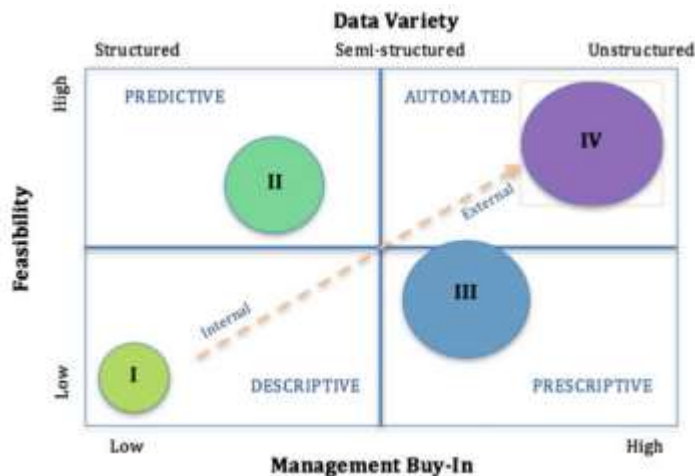 Data Variety
Structured Semi-structured Unstructured
High
PREDICTIVE AUTOMATED
IV
II
External
Feasibility
III
Internal
I
DESCRIPTIVE PRESCRIPTIVE
Low
Low High
Management Buy-In